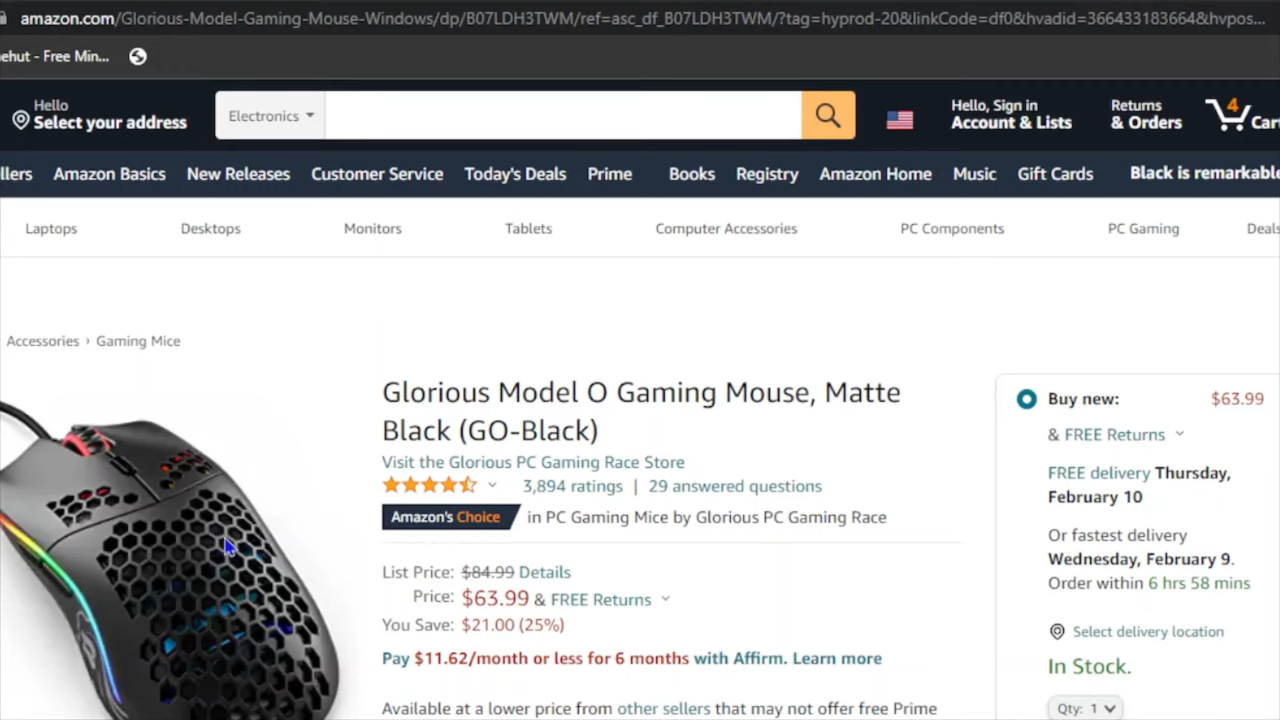 amazon.com/Glorious-Model-Gaming-Mouse-Windows/dp/B07LDH3TWM/ref=asc_df_B07LDH3TWM/?tag=hyprod-20&linkCode=df0&hvadid=366433183664&hvpos...
ehut - Free Min...
Hello
Select your address
Electronics
Hello, Sign in
Account & Lists
Returns
& Orders
4
Cart
llers
Amazon Basics
New Releases
Customer Service
Today's Deals
Prime
Books
Registry
Amazon Home
Music
Gift Cards
Black is remarkable
Laptops
Desktops
Monitors
Tablets
Computer Accessories
PC Components
PC Gaming
Deals
Accessories › Gaming Mice
Glorious Model O Gaming Mouse, Matte
Black (GO-Black)
Visit the Glorious PC Gaming Race Store
3,894 ratings | 29 answered questions
Amazon's Choice in PC Gaming Mice by Glorious PC Gaming Race
List Price: $84.99 Details
Price: $63.99 & FREE Returns
You Save: $21.00 (25%)
Pay $11.62/month or less for 6 months with Affirm. Learn more
Available at a lower price from other sellers that may not offer free Prime
Buy new: $63.99
& FREE Returns
FREE delivery Thursday,
February 10
Or fastest delivery
Wednesday, February 9.
Order within 6 hrs 58 mins
Select delivery location
In Stock.
Qty: 1